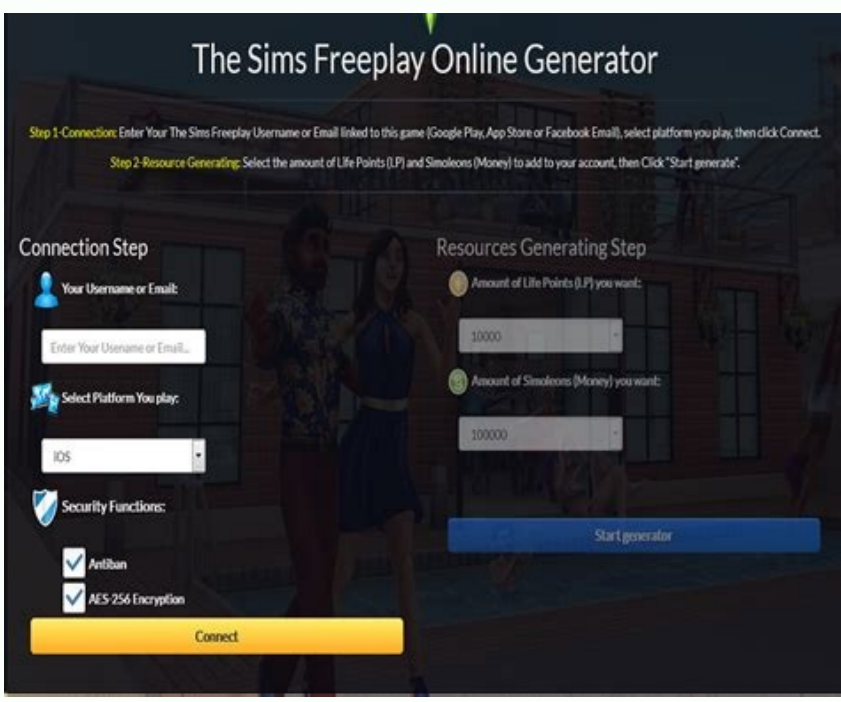 The Sims Freeplay Online Generator
Step 1-Connection: Enter Your The Sims Freeplay Username or Email linked to this game (Google Play, App Store or Facebook Email), select platform you play, then click Connect.
Step 2-Resource Generating: Select the amount of Life Points (LP) and Simoleons (Money) to add to your account, then Click "Start generate".
Connection Step
Your Username or Email:
Enter Your Usename or Email...
Select Platform You play:
IOS
Security Functions:
Antiban
AES-256 Encryption
Connect
Resources Generating Step
Amount of Life Points (LP) you want:
10000
Amount of Simoleons (Money) you want:
100000
Start generator